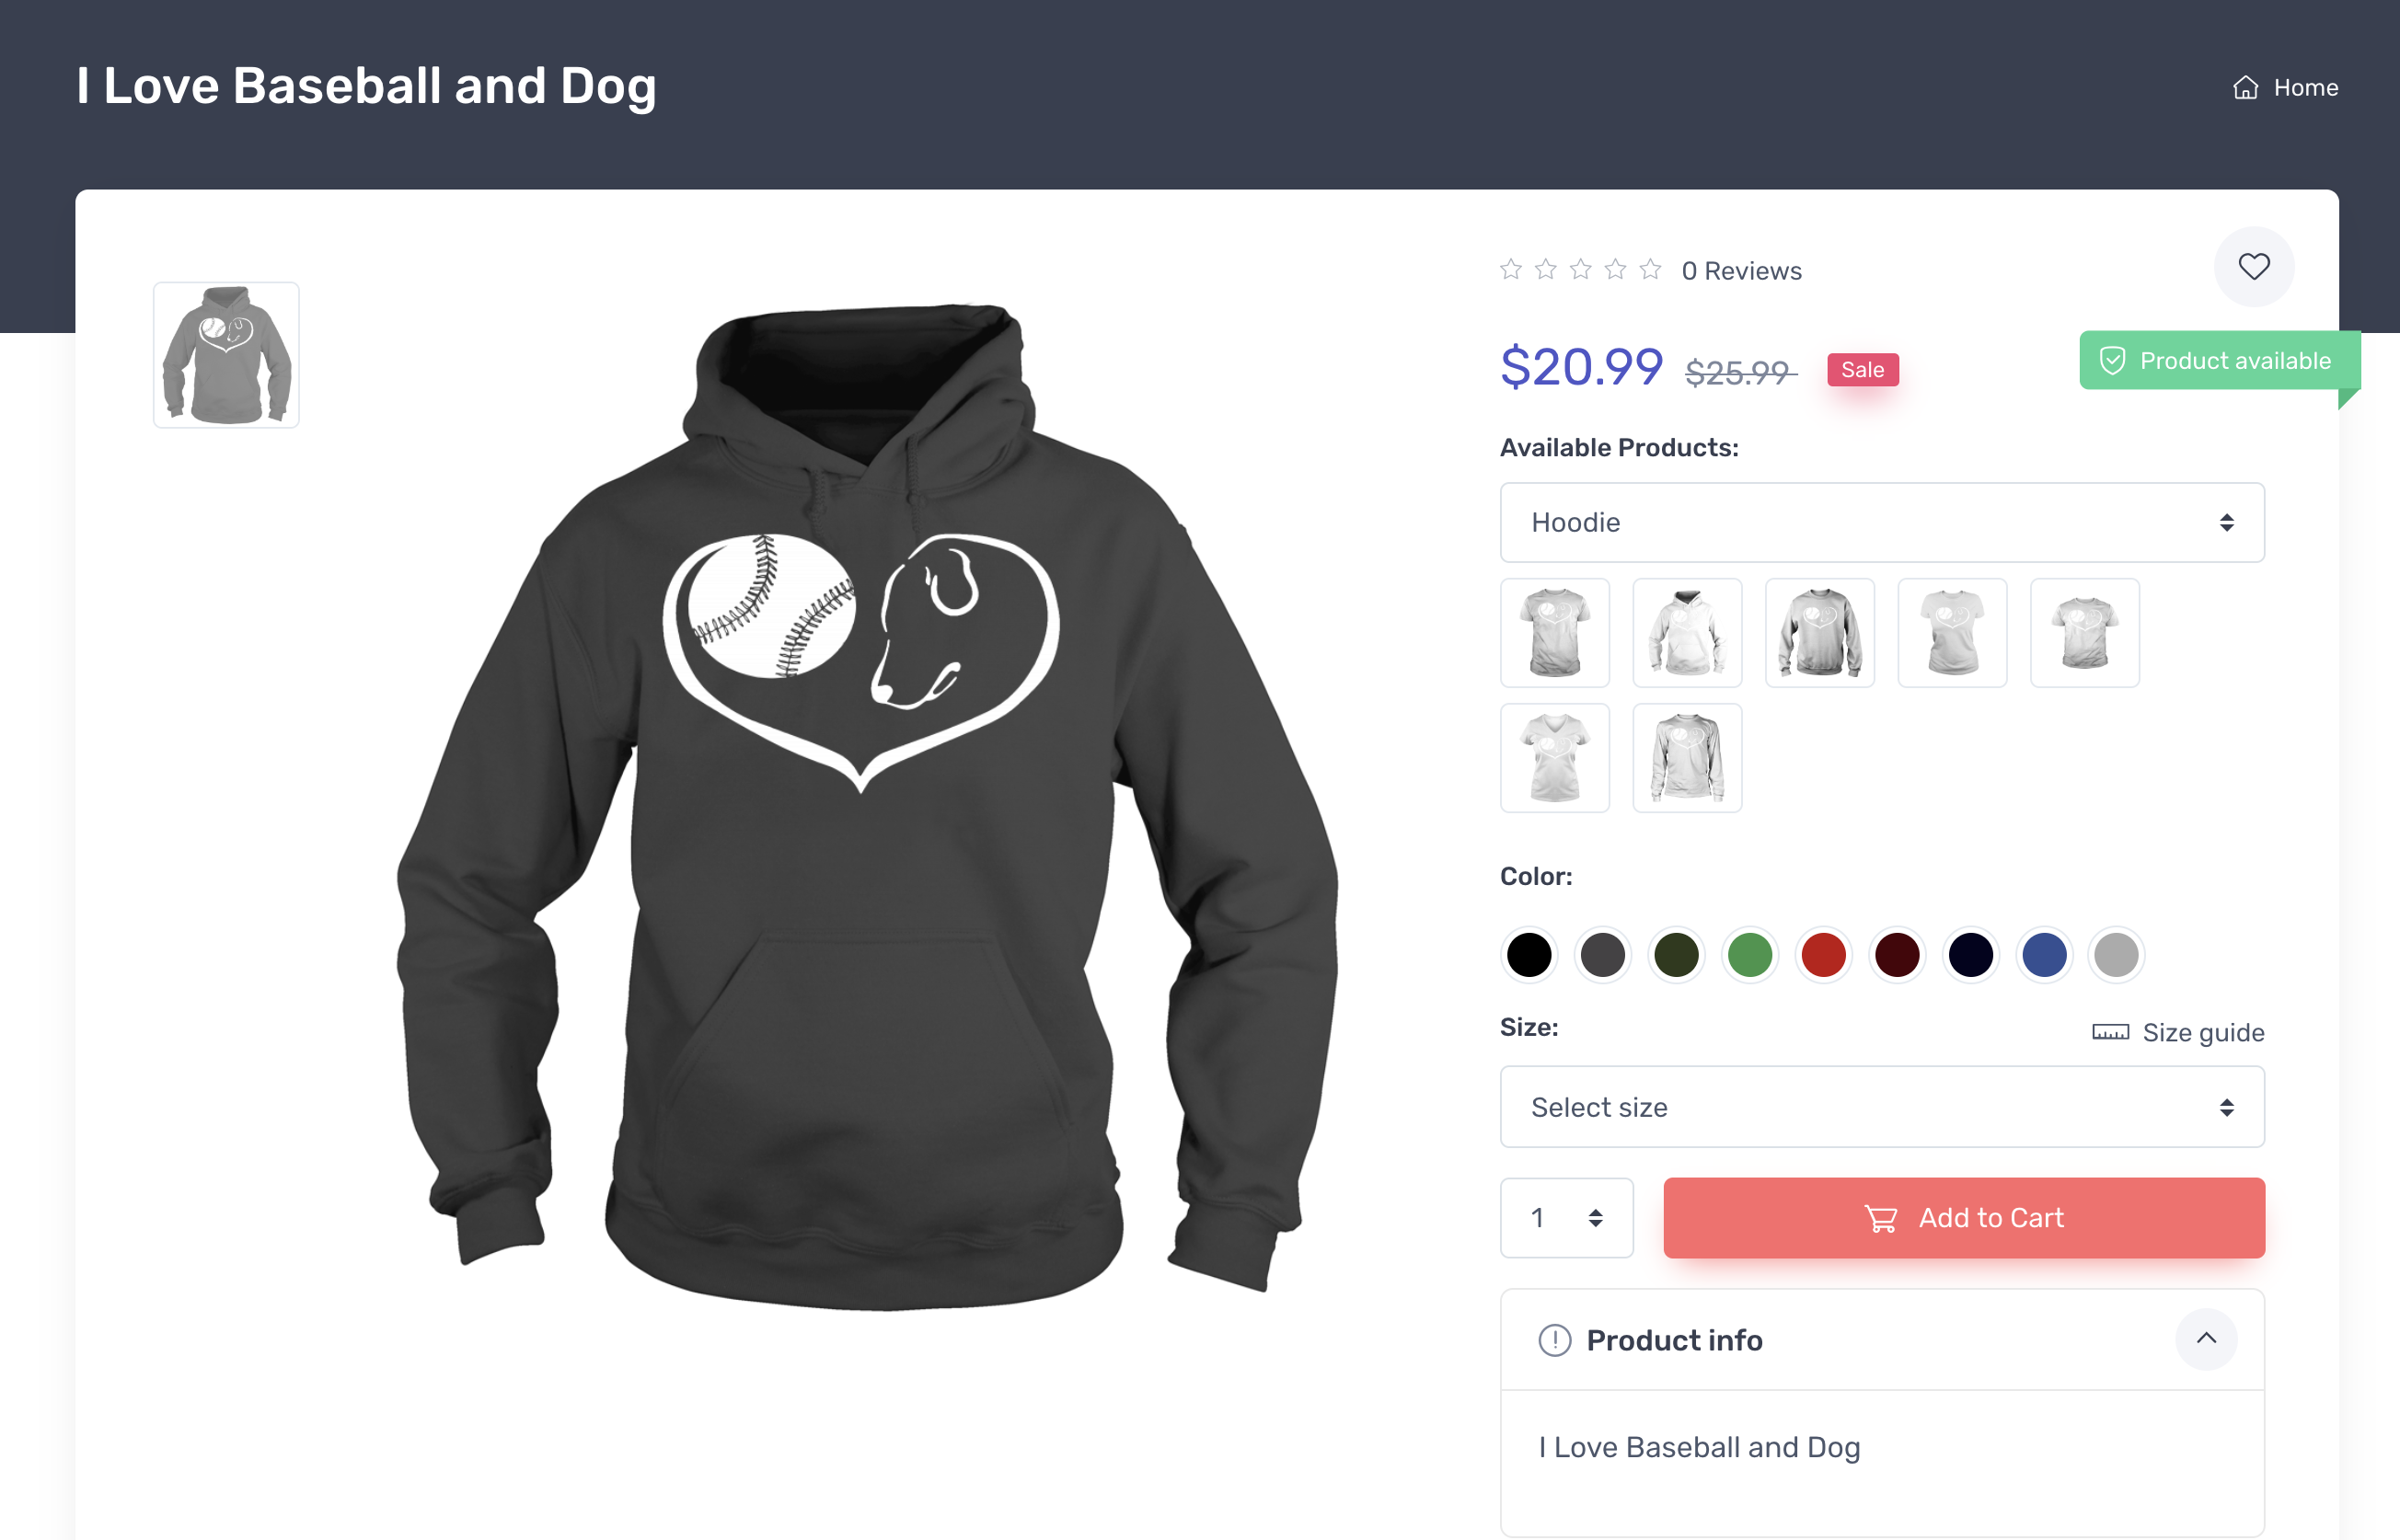 I Love Baseball and Dog
Home
0 Reviews
$20.99 $25.99 Sale
Product available
Available Products:
Hoodie
Color:
Size:
Size guide
Select size
1
Add to Cart
Product info
I Love Baseball and Dog